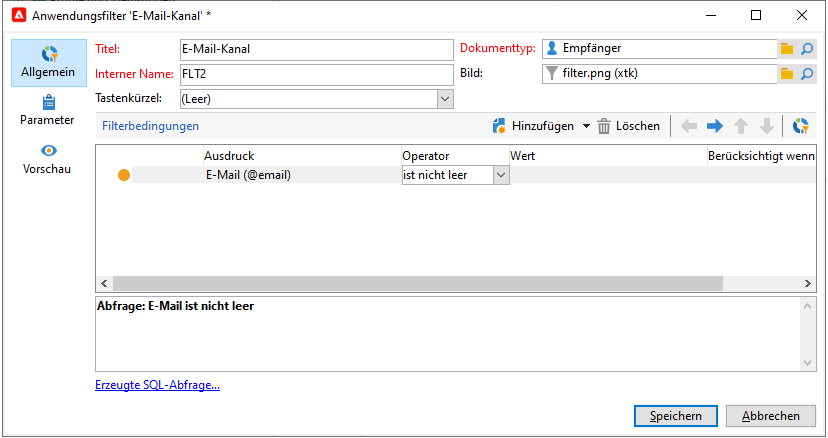 Anwendungsfilter 'E-Mail-Kanal' *
Allgemein
Parameter
Vorschau
Titel: E-Mail-Kanal Dokumenttyp: Empfänger
Interner Name: FLT2 Bild: filter.png (xtk)
Tastenkürzel: (Leer)
Filterbedingungen Hinzufügen Löschen
Ausdruck Operator Wert Berücksichtigt wenn
E-Mail (@email) ist nicht leer
Abfrage: E-Mail ist nicht leer
Erzeugte SQL-Abfrage...
Speichern Abbrechen